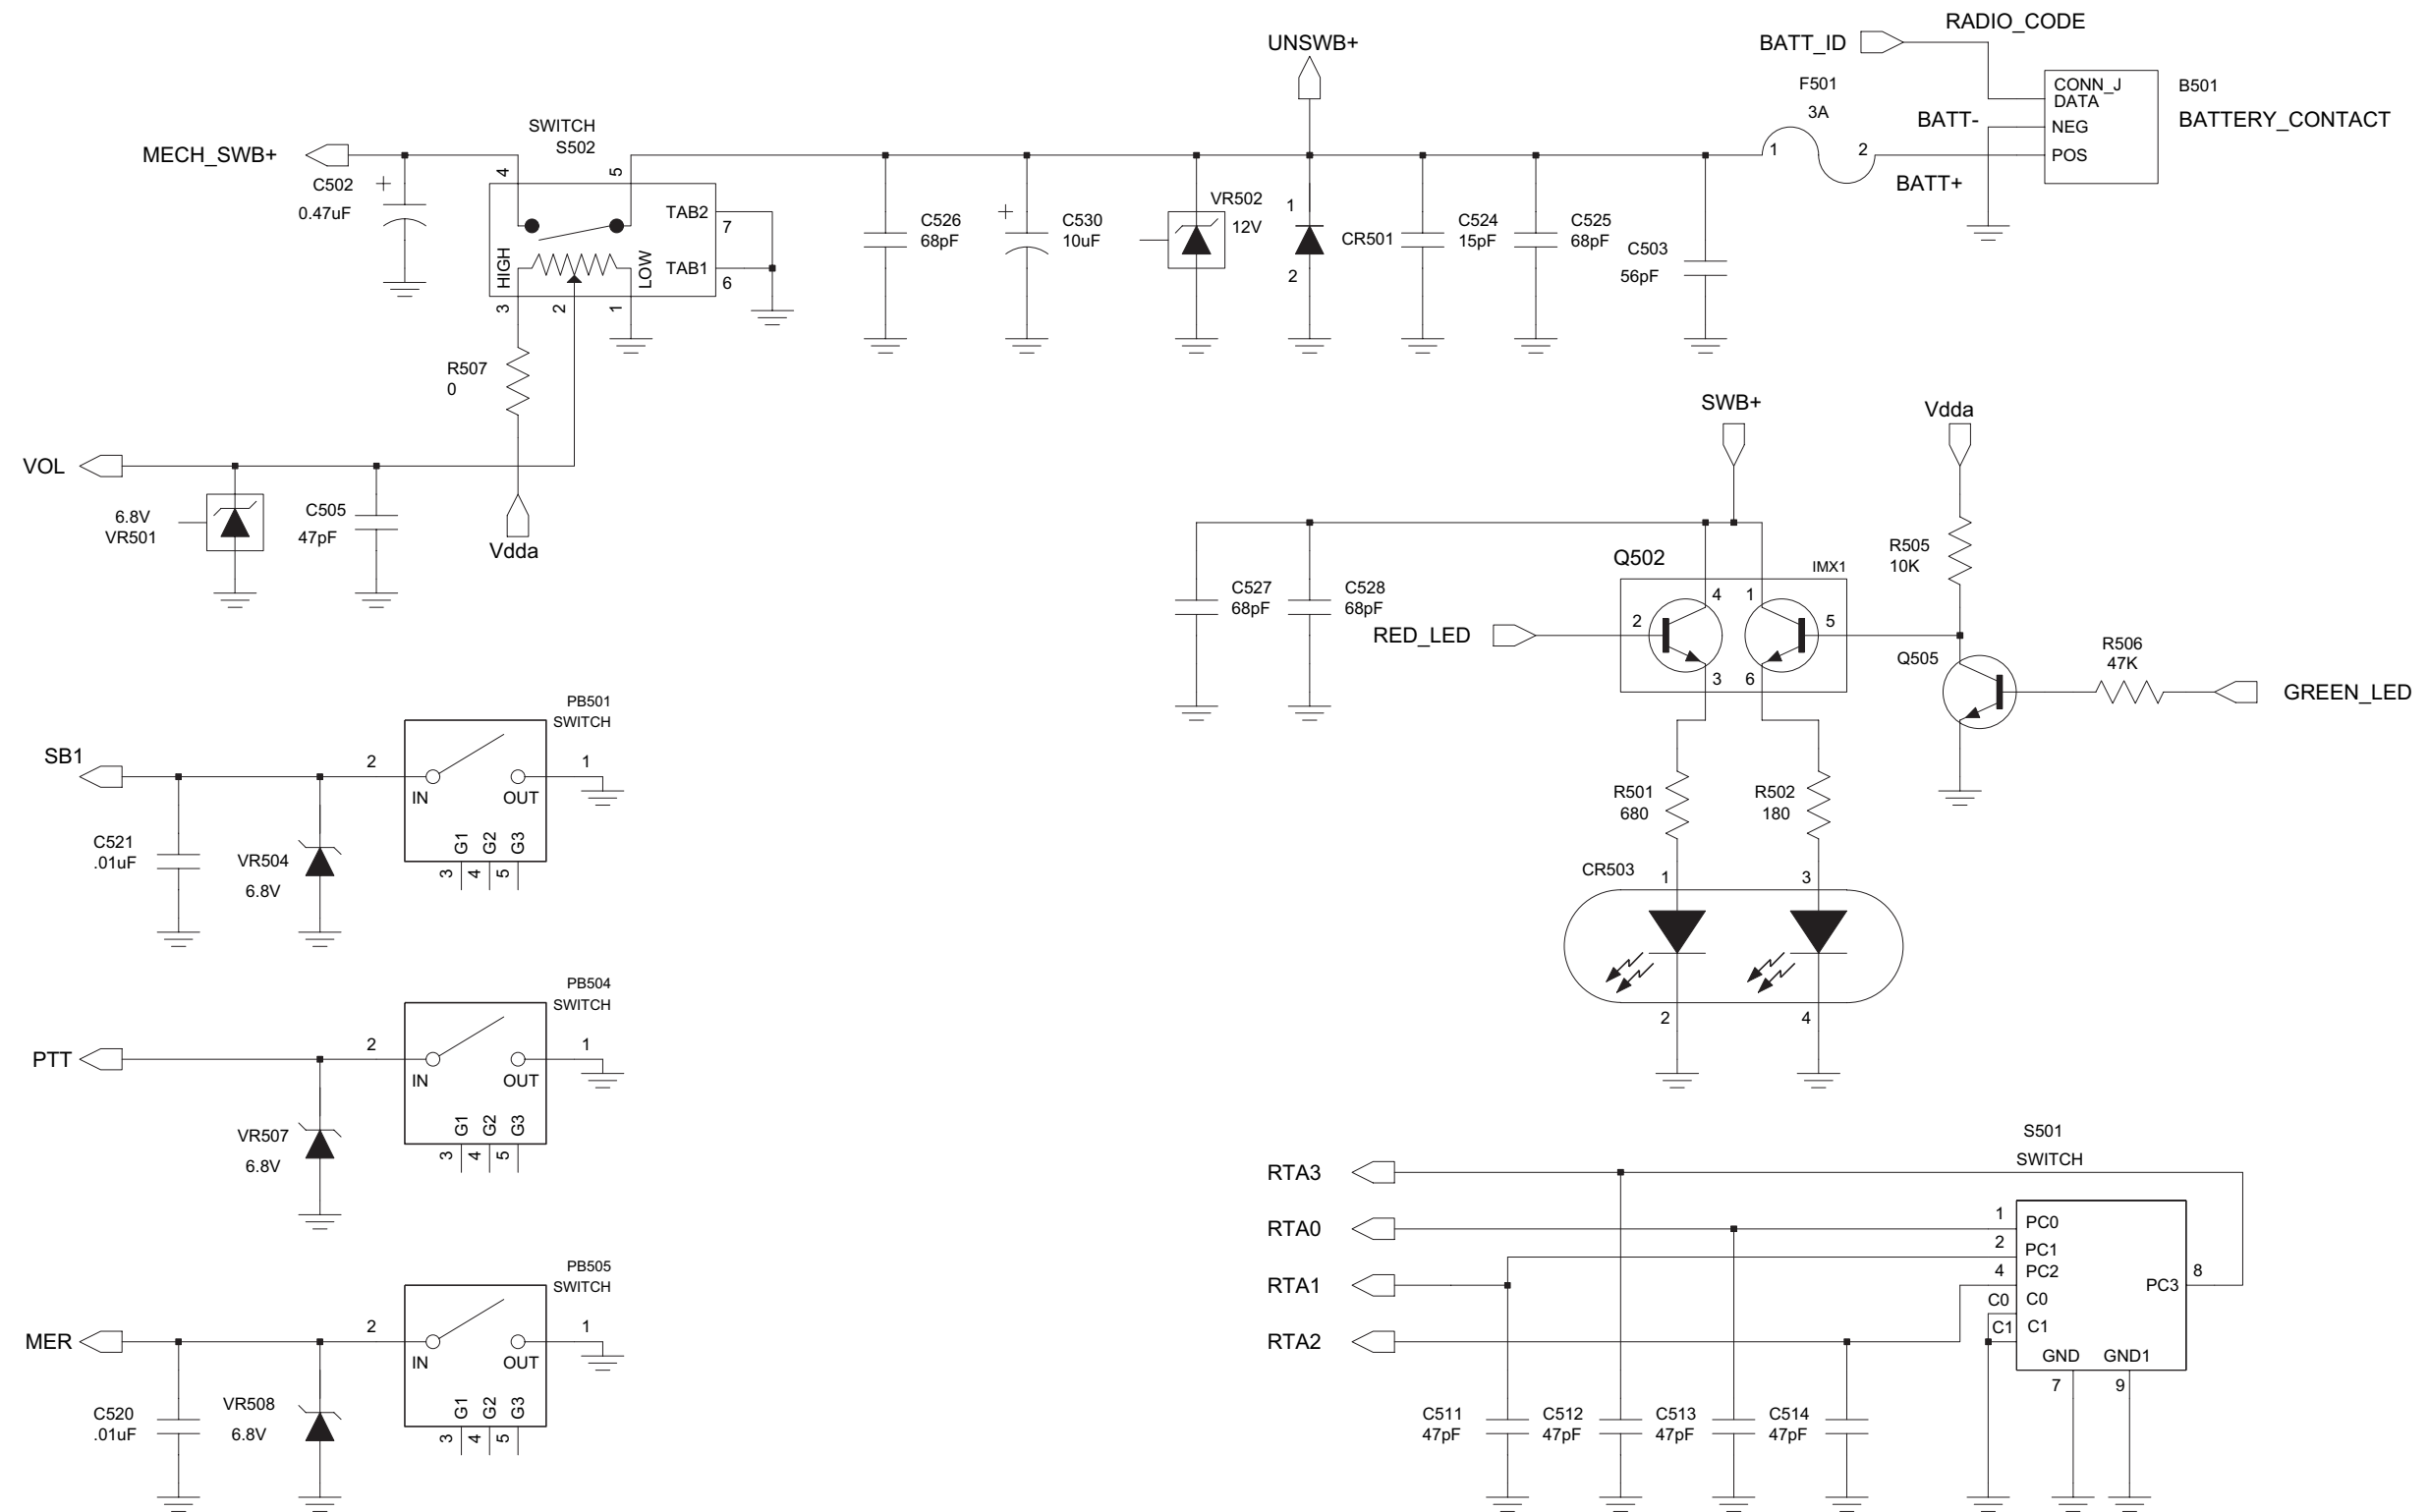 RADIO_CODE
BATT_ID
UNSWB+
CONN_J
DATA
NEG
POS
B501
BATTERY_CONTACT
F501
3A
BATT-
BATT+
1
2
SWITCH
S502
MECH_SWB+
C502
0.47uF
+
4
5
TAB2
7
TAB1
6
HIGH
LOW
3
2
1
C526
68pF
+
C530
10uF
VR502
12V
1
CR501
2
C524
15pF
C525
68pF
C503
56pF
R507
0
VOL
6.8V
VR501
C505
47pF
Vdda
SWB+
Vdda
R505
10K
Q502
IMX1
C527
68pF
C528
68pF
RED_LED
2
4
1
5
3
6
Q505
R506
47K
GREEN_LED
R501
680
R502
180
CR503
1
3
2
4
PB501
SWITCH
SB1
2
1
IN
OUT
G1
G2
G3
3
4
5
C521
.01uF
VR504
6.8V
PB504
SWITCH
PTT
2
1
IN
OUT
G1
G2
G3
3
4
5
VR507
6.8V
PB505
SWITCH
MER
2
1
IN
OUT
G1
G2
G3
3
4
5
C520
.01uF
VR508
6.8V
S501
SWITCH
RTA3
RTA0
RTA1
RTA2
1
PC0
2
PC1
4
PC2
PC3
8
C0
C0
C1
C1
GND
GND1
7
9
C511
47pF
C512
47pF
C513
47pF
C514
47pF